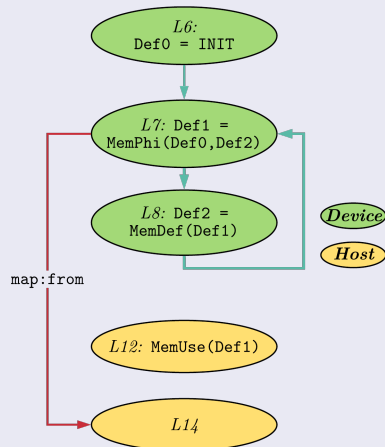 L6:
Def0 = INIT
L7: Def1 =
MemPhi(Def0,Def2)
L8: Def2 =
MemDef(Def1)
Device
Host
map:from
L12: MemUse(Def1)
L14